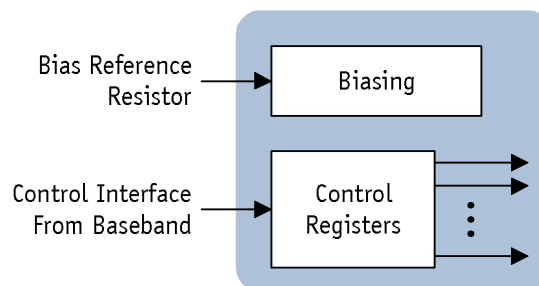 Bias Reference
Resistor
Biasing
Control Interface
From Baseband
Control
Registers